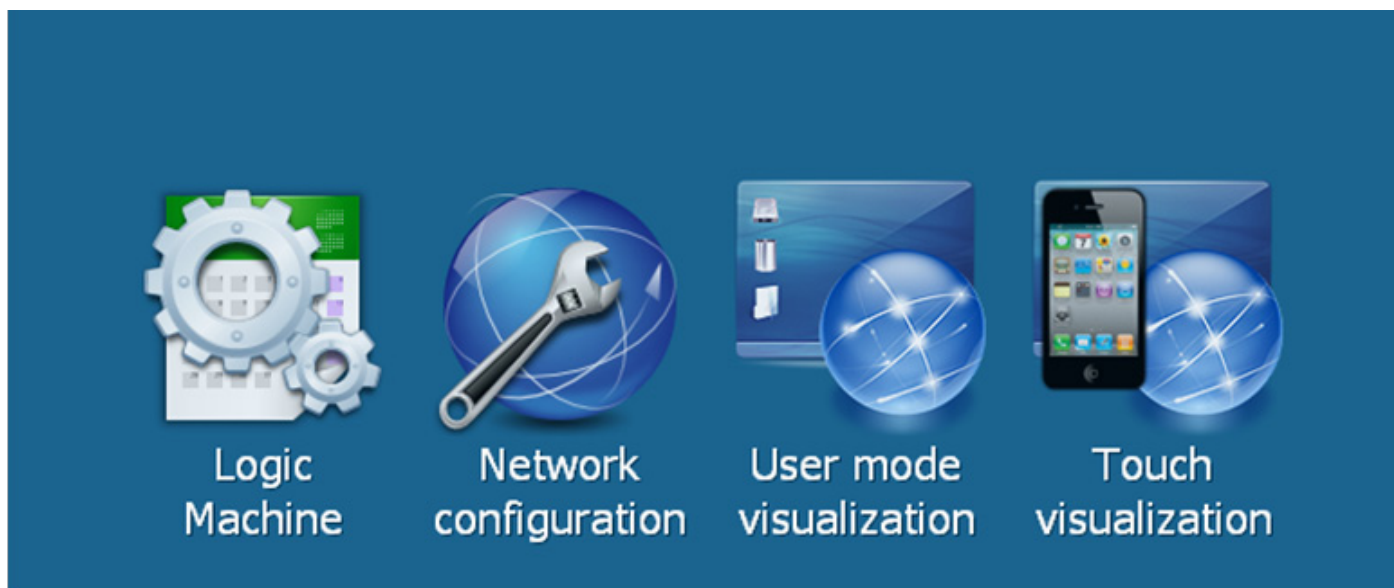 Logic
Machine
Network
configuration
User mode
visualization
Touch
visualization